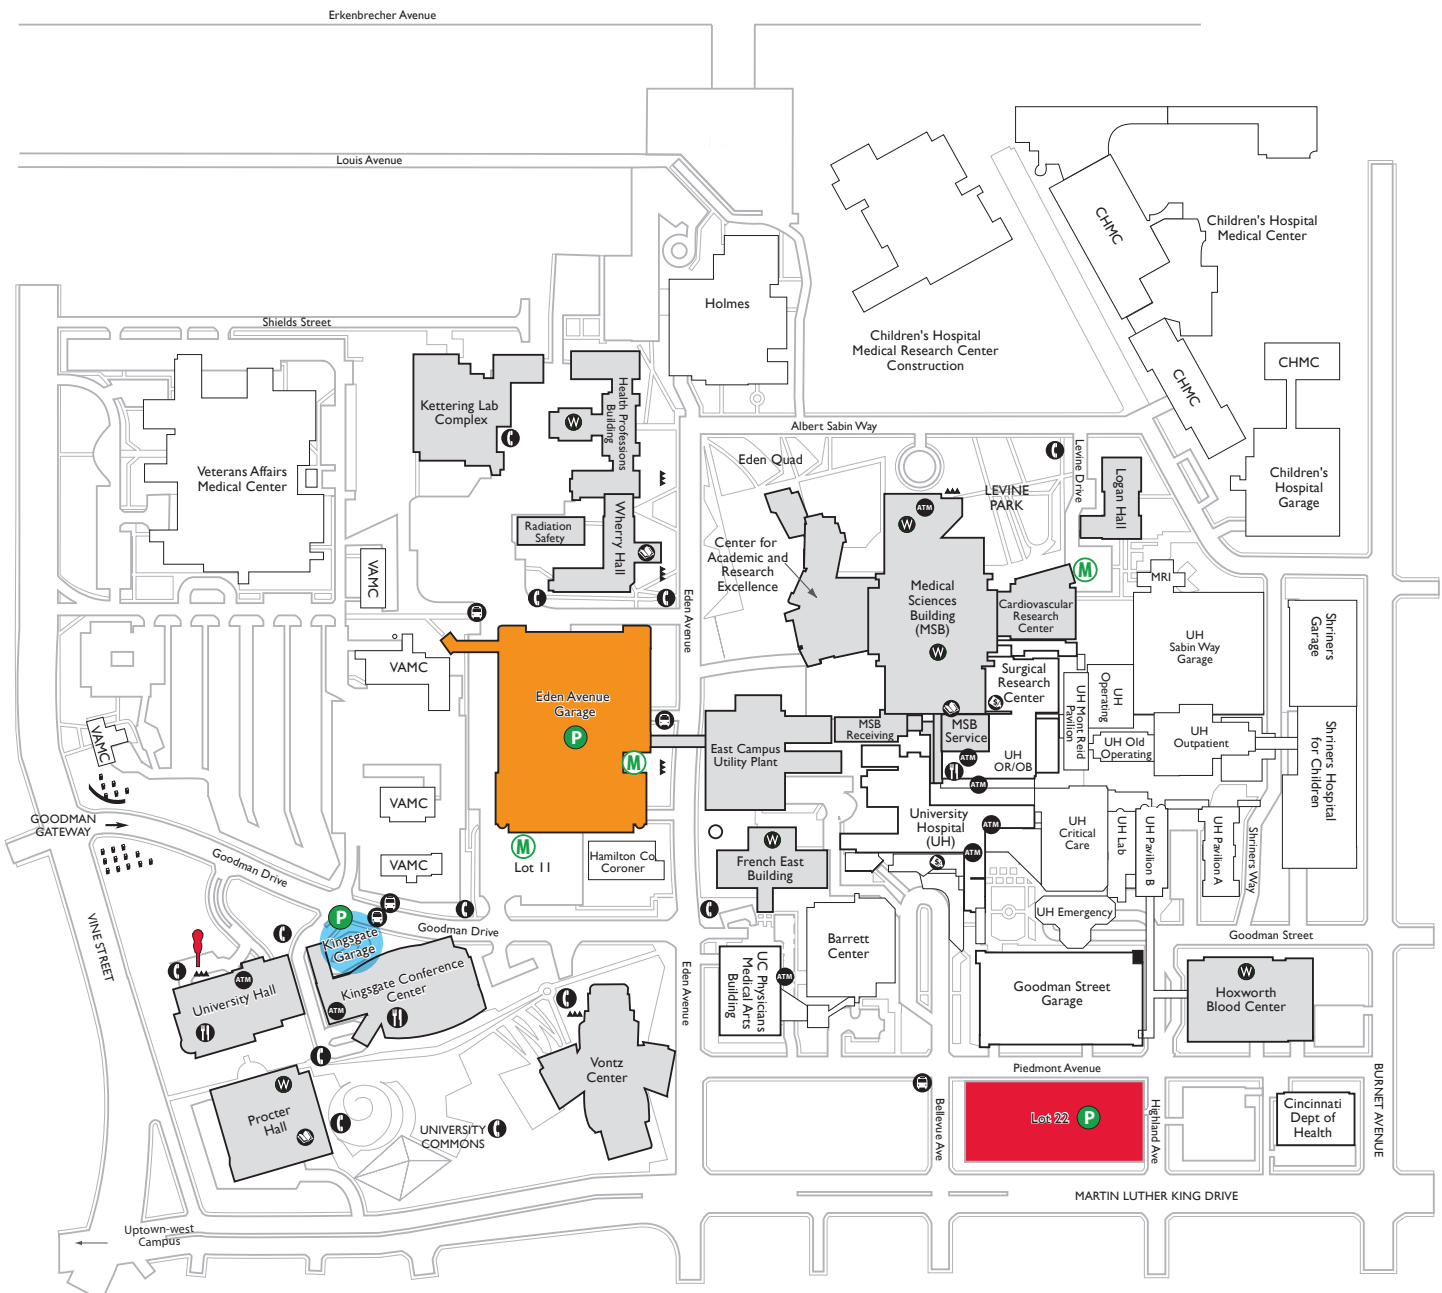 Erkenbrecher Avenue
Louis Avenue
CHMC
Children's Hospital
Medical Center
Holmes
Shields Street
Children's Hospital
Medical Research Center
Construction
CHMC
CHMC
Kettering Lab
Complex
Health Professions
Building
W
Albert Sabin Way
Veterans Affairs
Medical Center
Eden Quad
Levine Drive
Logan Hall
Children's
Hospital
Garage
LEVINE
PARK
ATM
W
Radiation
Safety
Wherry Hall
Center for
Academic and
Research
Excellence
VAMC
M
MRI
Medical
Sciences
Building
(MSB)
W
Cardiovascular
Research
Center
Eden Avenue
UH
Sabin Way
Garage
Shriners
Garage
VAMC
Surgical
Research
Center
UH
Operating
UH Mont Reid
Pavilion
Eden Avenue
Garage
P
VAMC
MSB
Receiving
MSB
Service
UH Old
Operating
UH
Outpatient
East Campus
Utility Plant
M
ATM
UH
OR/OB
ATM
Shriners Hospital
for Children
VAMC
GOODMAN
GATEWAY
University
Hospital
(UH)
ATM
ATM
UH
Critical
Care
UH Lab
UH Pavilion B
UH Pavilion A
Shriners Way
M
Lot 11
Hamilton Co
Coroner
W
French East
Building
VAMC
Goodman Drive
P
Kingsgate
Garage
Goodman Drive
UH Emergency
Goodman Street
VINE STREET
Barrett
Center
UC Physicians
Medical Arts
Building
ATM
Eden Avenue
Kingsgate Conference
Center
ATM
ATM
University Hall
Goodman Street
Garage
W
Hoxworth
Blood Center
Vontz
Center
Piedmont Avenue
W
Procter
Hall
UNIVERSITY
COMMONS
Bellevue Ave
Lot 22
P
Highland Ave
Cincinnati
Dept of
Health
BURNET AVENUE
MARTIN LUTHER KING DRIVE
Uptown-west
Campus